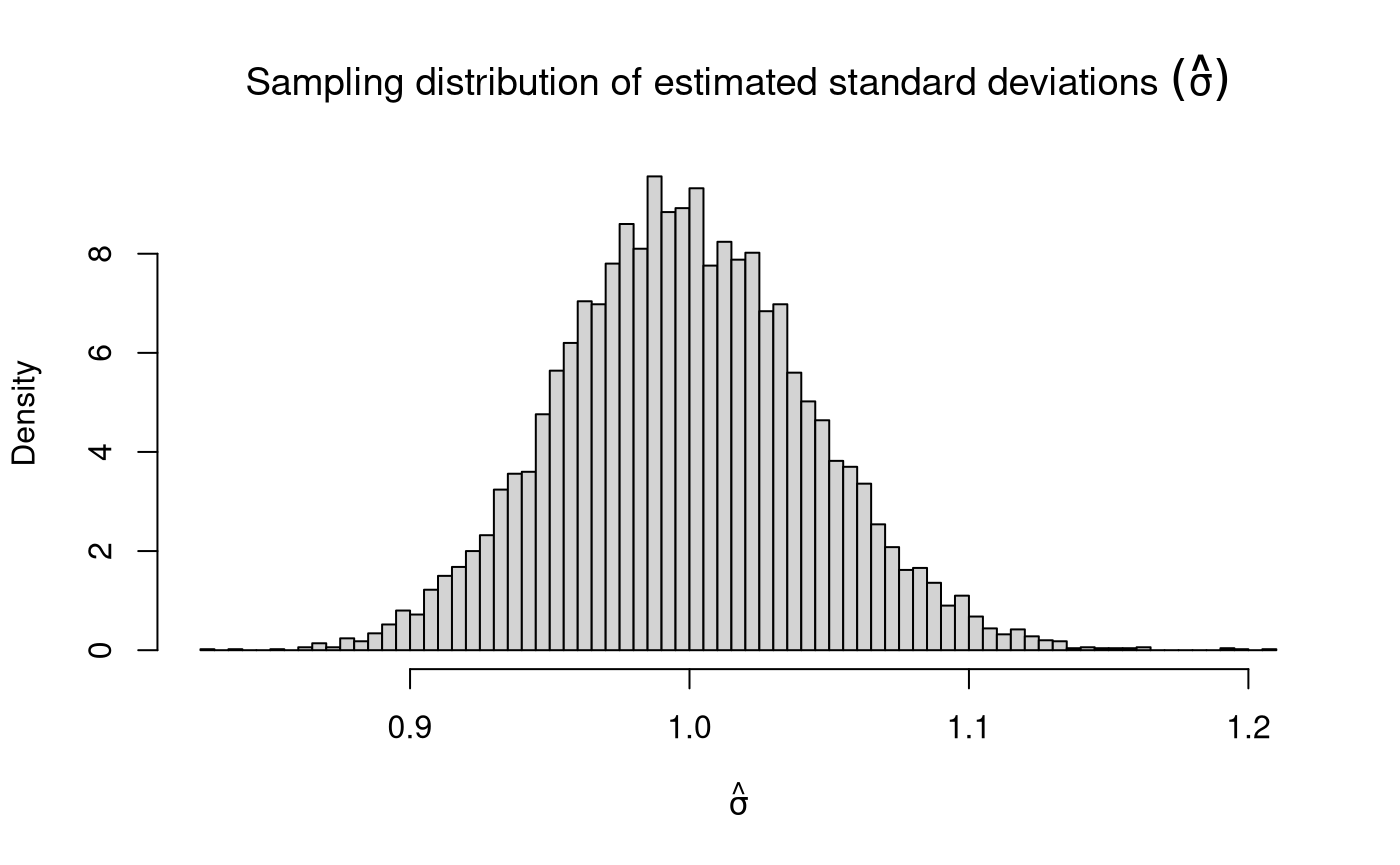 Sampling distribution of estimated standard deviations (σ̂)
Density
8
6
4
2
0
0.9 1.0 1.1 1.2
σ̂